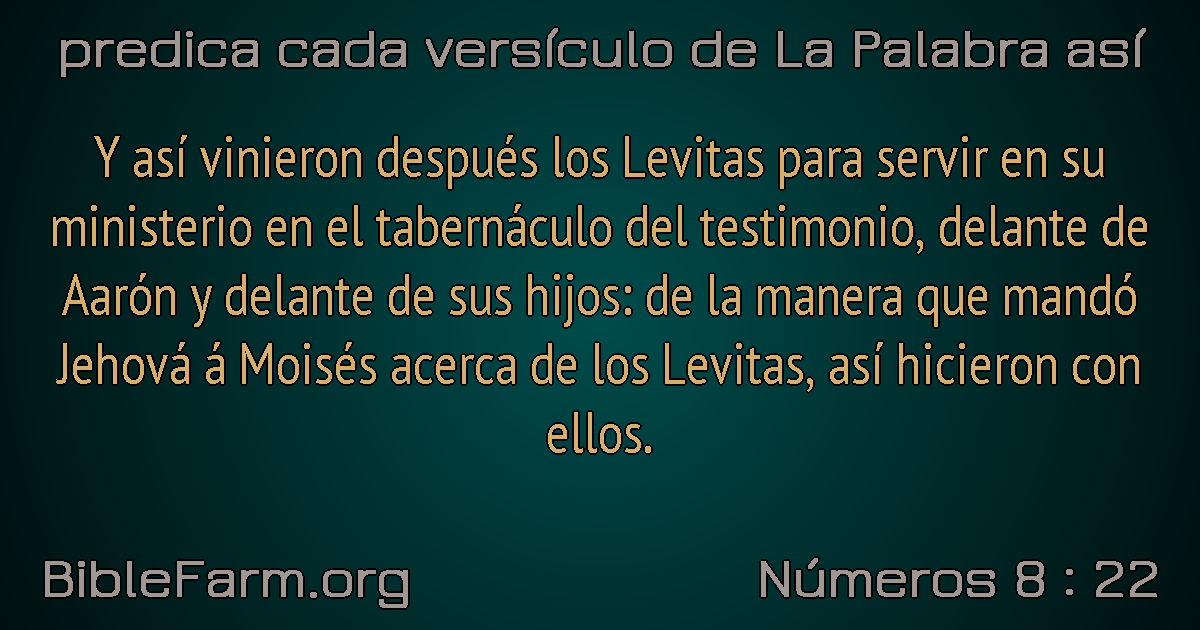 predica cada versículo de La Palabra así
Y así vinieron después los Levitas para servir en su
ministerio en el tabernáculo del testimonio, delante de
Aarón y delante de sus hijos: de la manera que mandó
Jehová á Moisés acerca de los Levitas, así hicieron con
ellos.
BibleFarm.org
Números 8 : 22